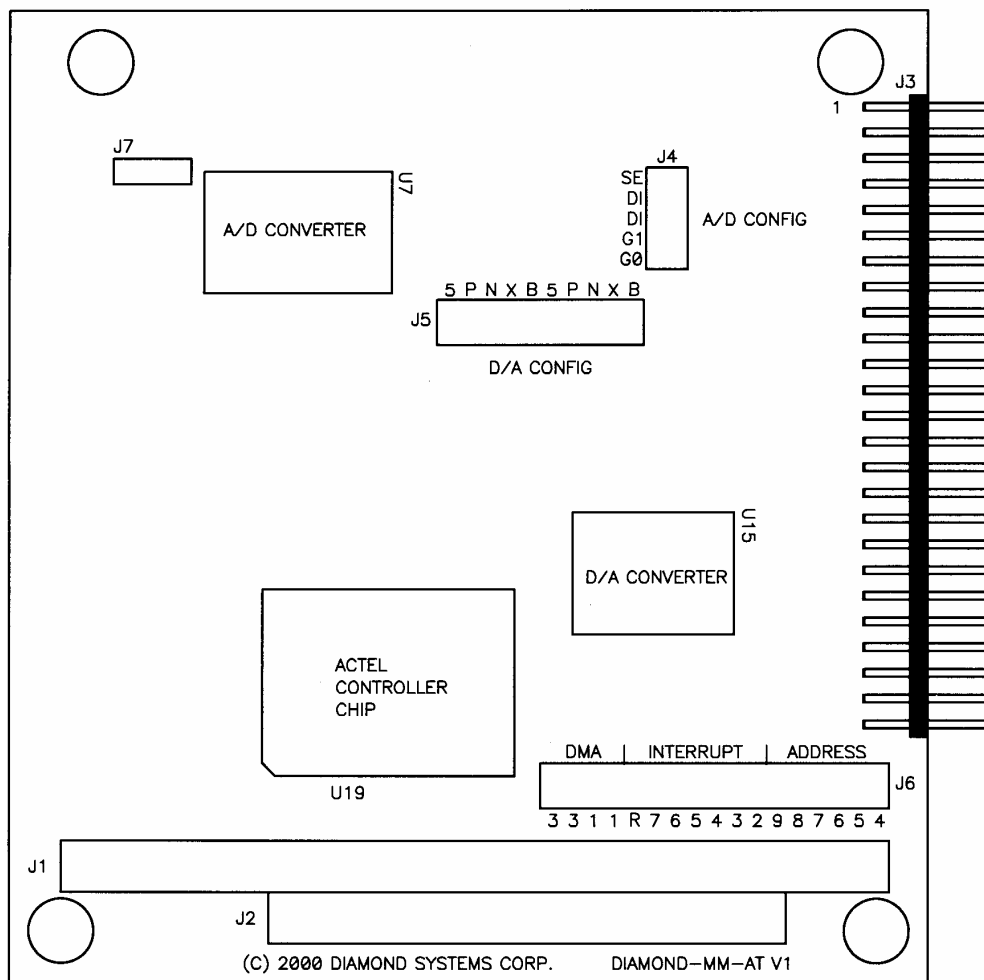 J3
1
J7
U7
A/D CONVERTER
J4
SE
DI
DI
G1
G0
A/D CONFIG
5 P N X B 5 P N X B
J5
D/A CONFIG
U15
D/A CONVERTER
ACTEL
CONTROLLER
CHIP
U19
DMA | INTERRUPT | ADDRESS
J6
3 3 1 1 R 7 6 5 4 3 2 9 8 7 6 5 4
J1
J2
(C) 2000 DIAMOND SYSTEMS CORP. DIAMOND-MM-AT V1